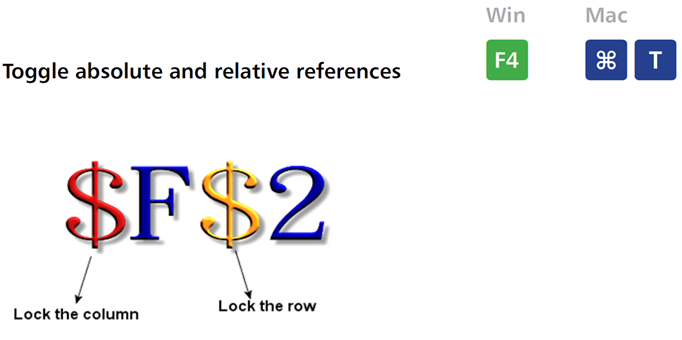 Win Mac
Toggle absolute and relative references F4 ⌘ T
$F$2
Lock the column Lock the row